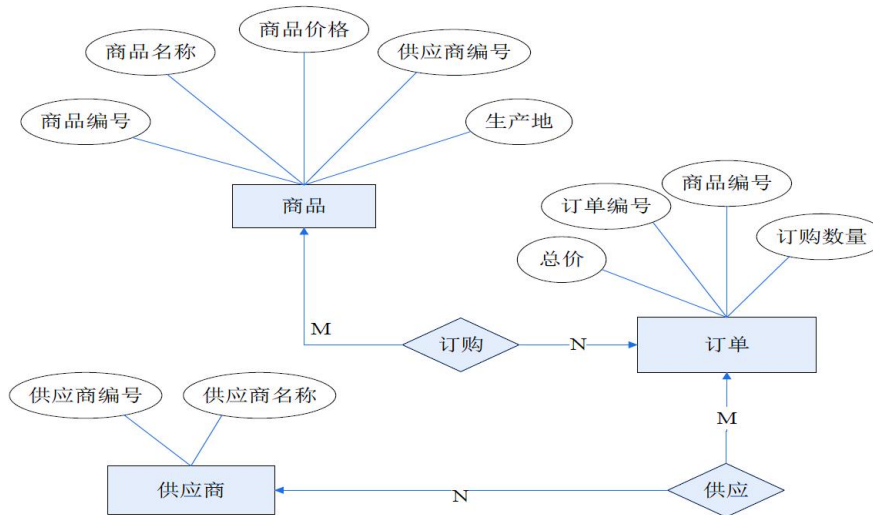 商品价格
商品名称
供应商编号
商品编号
生产地
商品
商品编号
订单编号
订购数量
总价
M
订购
N
订单
供应商编号
供应商名称
M
供应商
N
供应